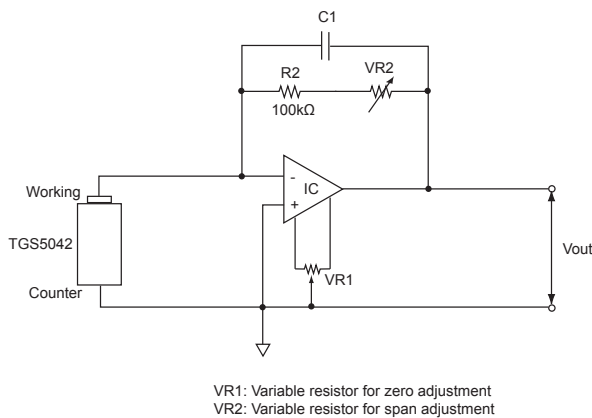 C1
R2
VR2
100kΩ
-
IC
+
Working
TGS5042
Counter
VR1
Vout
VR1: Variable resistor for zero adjustment
VR2: Variable resistor for span adjustment